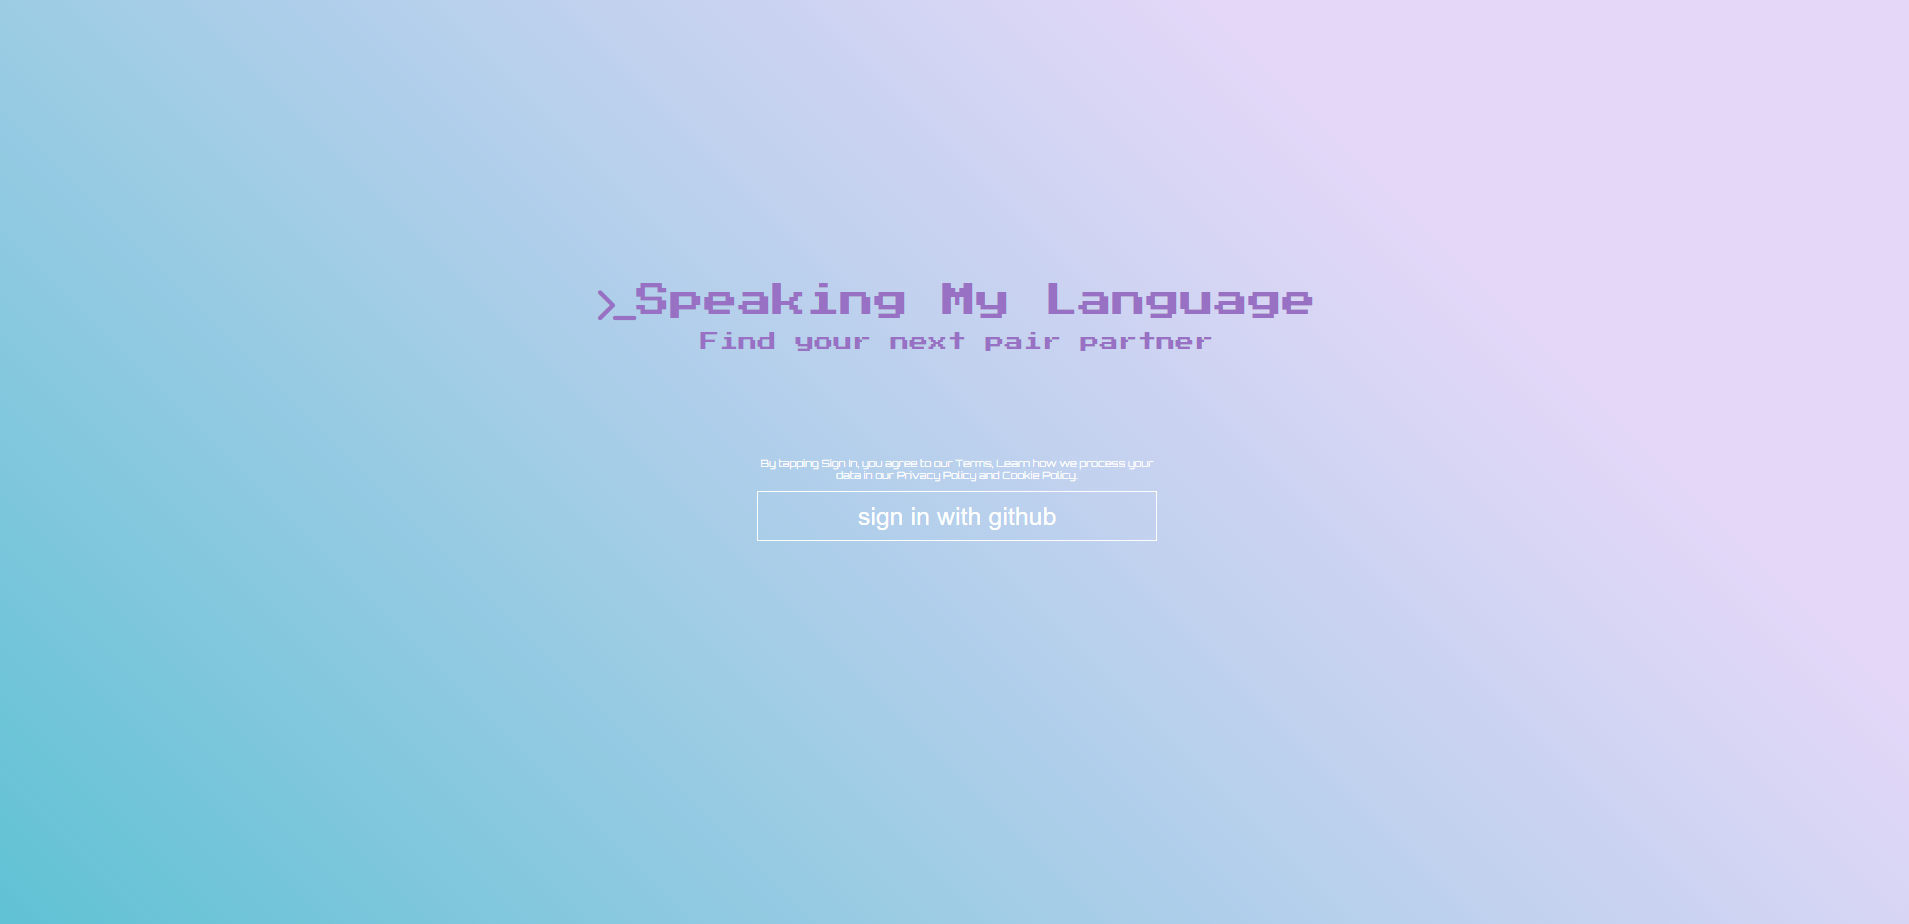 >_Speaking My Language
Find your next pair partner
By tapping Sign In, you agree to our Terms, Learn how we process your
data in our Privacy Policy and Cookie Policy.
sign in with github